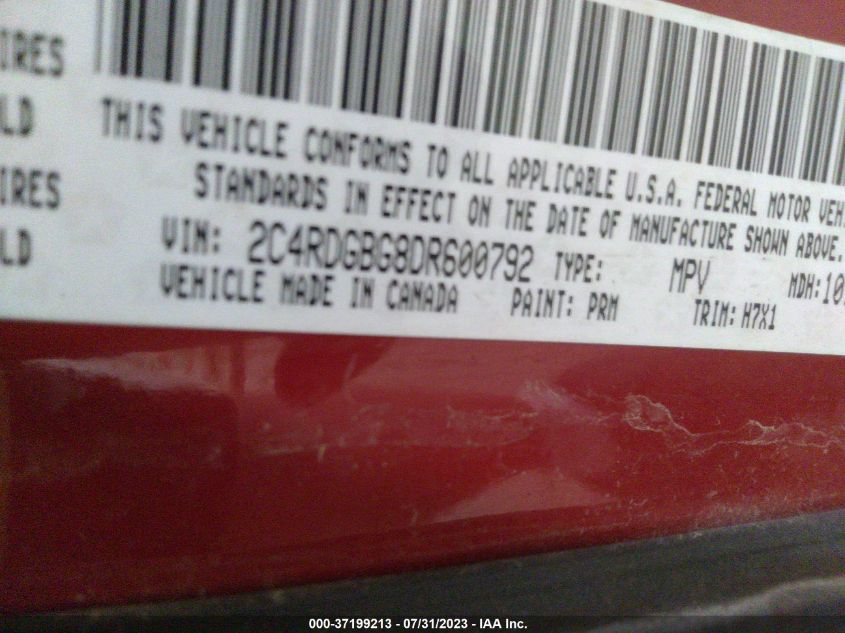 IRES
LD
IRES
LD
THIS VEHICLE CONFORMS TO ALL APPLICABLE U.S.A. FEDERAL MOTOR VEH
STANDARDS IN EFFECT ON THE DATE OF MANUFACTURE SHOWN ABOVE.
VIN: 2C4RDGBG8DR600792 TYPE: MPV MDH: 10
VEHICLE MADE IN CANADA PAINT: PRM TRIM: H7X1
000-37199213 - 07/31/2023 - IAA Inc.